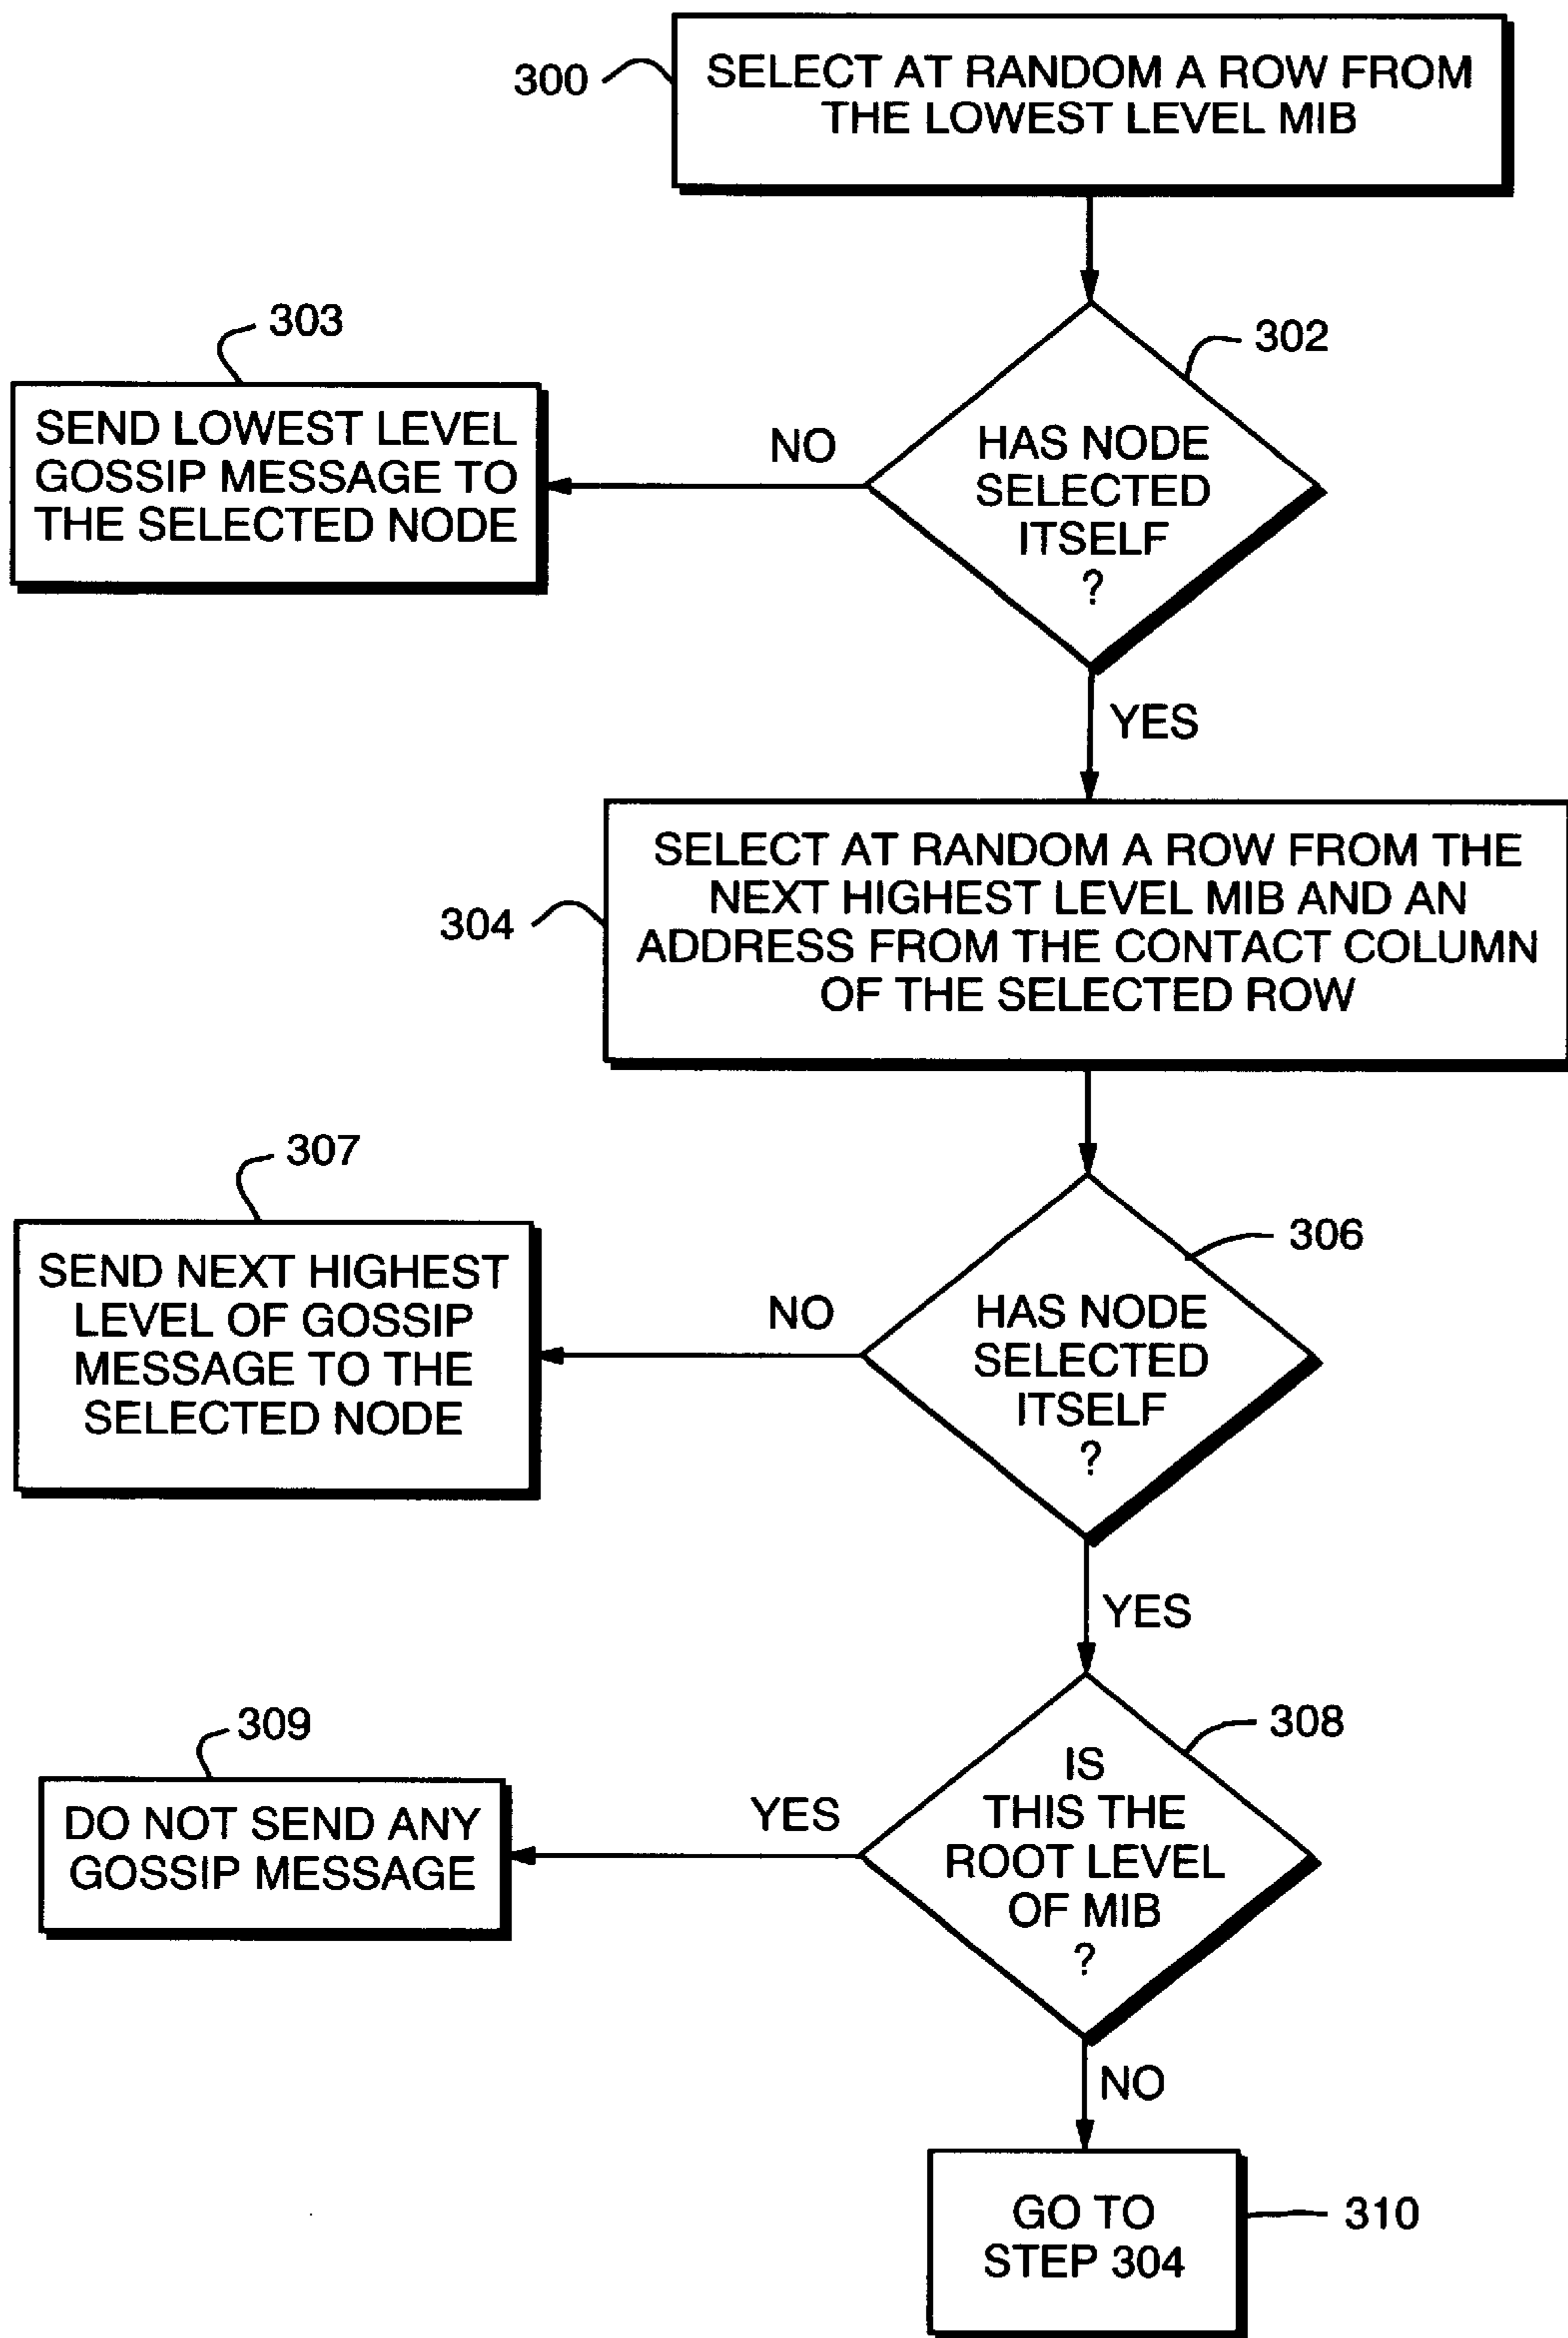 300
SELECT AT RANDOM A ROW FROM
THE LOWEST LEVEL MIB
303
302
SEND LOWEST LEVEL
GOSSIP MESSAGE TO
THE SELECTED NODE
NO
HAS NODE
SELECTED
ITSELF
?
YES
304
SELECT AT RANDOM A ROW FROM THE
NEXT HIGHEST LEVEL MIB AND AN
ADDRESS FROM THE CONTACT COLUMN
OF THE SELECTED ROW
307
306
SEND NEXT HIGHEST
LEVEL OF GOSSIP
MESSAGE TO THE
SELECTED NODE
NO
HAS NODE
SELECTED
ITSELF
?
YES
309
308
DO NOT SEND ANY
GOSSIP MESSAGE
YES
IS
THIS THE
ROOT LEVEL
OF MIB
?
NO
GO TO
STEP 304
310